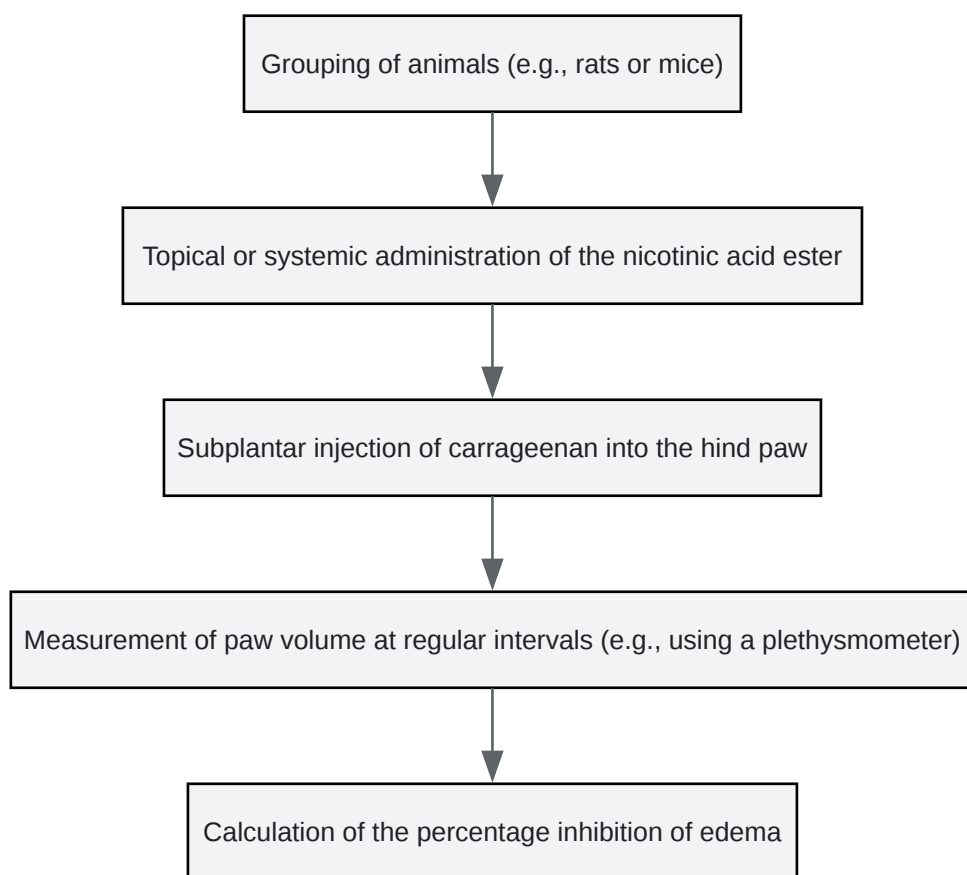 Grouping of animals (e.g., rats or mice)
Topical or systemic administration of the nicotinic acid ester
Subplantar injection of carrageenan into the hind paw
Measurement of paw volume at regular intervals (e.g., using a plethysmometer)
Calculation of the percentage inhibition of edema